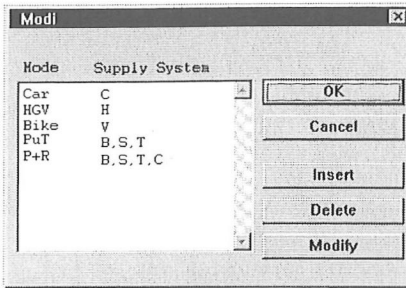 Modi
Mode Supply System
Car C
HGV H
Bike V
PuT B,S,T
P+R B,S,T,C
OK
Cancel
Insert
Delete
Modify